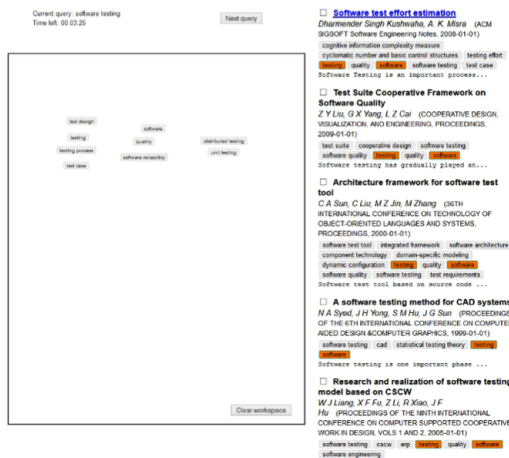 Current query: software testing
Time left: 00:03:25
Next query
test design
testing
testing process
test case
software
quality
software reliability
distributed testing
unit testing
Clear workspace
Software test effort estimation
Dharmender Singh Kushwaha, A. K. Misra (ACM
SIGSOFT Software Engineering Notes, 2008-01-01)
cognitive information complexity measure
cyclomatic number and basic control structures testing effort
testing quality software software testing test case
Software Testing is an important process...
Test Suite Cooperative Framework on
Software Quality
Z Y Liu, G X Yang, L Z Cai (COOPERATIVE DESIGN,
VISUALIZATION, AND ENGINEERING, PROCEEDINGS,
2009-01-01)
test suite cooperative design software testing
software quality testing quality software
Software testing has gradually played an...
Architecture framework for software test
tool
C A Sun, C Liu, M Z Jin, M Zhang (36TH
INTERNATIONAL CONFERENCE ON TECHNOLOGY OF
OBJECT-ORIENTED LANGUAGES AND SYSTEMS,
PROCEEDINGS, 2000-01-01)
software test tool integrated framework software architecture
component technology domain-specific modeling
dynamic configuration testing quality software
software quality software testing test requirements
Software test tool based on source code ...
A software testing method for CAD systems
N A Syed, J H Yong, S M Hu, J G Sun (PROCEEDINGS
OF THE 6TH INTERNATIONAL CONFERENCE ON COMPUTE
AIDED DESIGN &COMPUTER GRAPHICS, 1999-01-01)
software testing cad statistical testing theory testing
software
Software testing is one important phase ...
Research and realization of software testing
model based on CSCW
W J Liang, X F Fu, Z Li, R Xiao, J F
Hu (PROCEEDINGS OF THE NINTH INTERNATIONAL
CONFERENCE ON COMPUTER SUPPORTED COOPERATIVE
WORK IN DESIGN, VOLS 1 AND 2, 2005-01-01)
software testing cscw erp testing quality software
software engineering